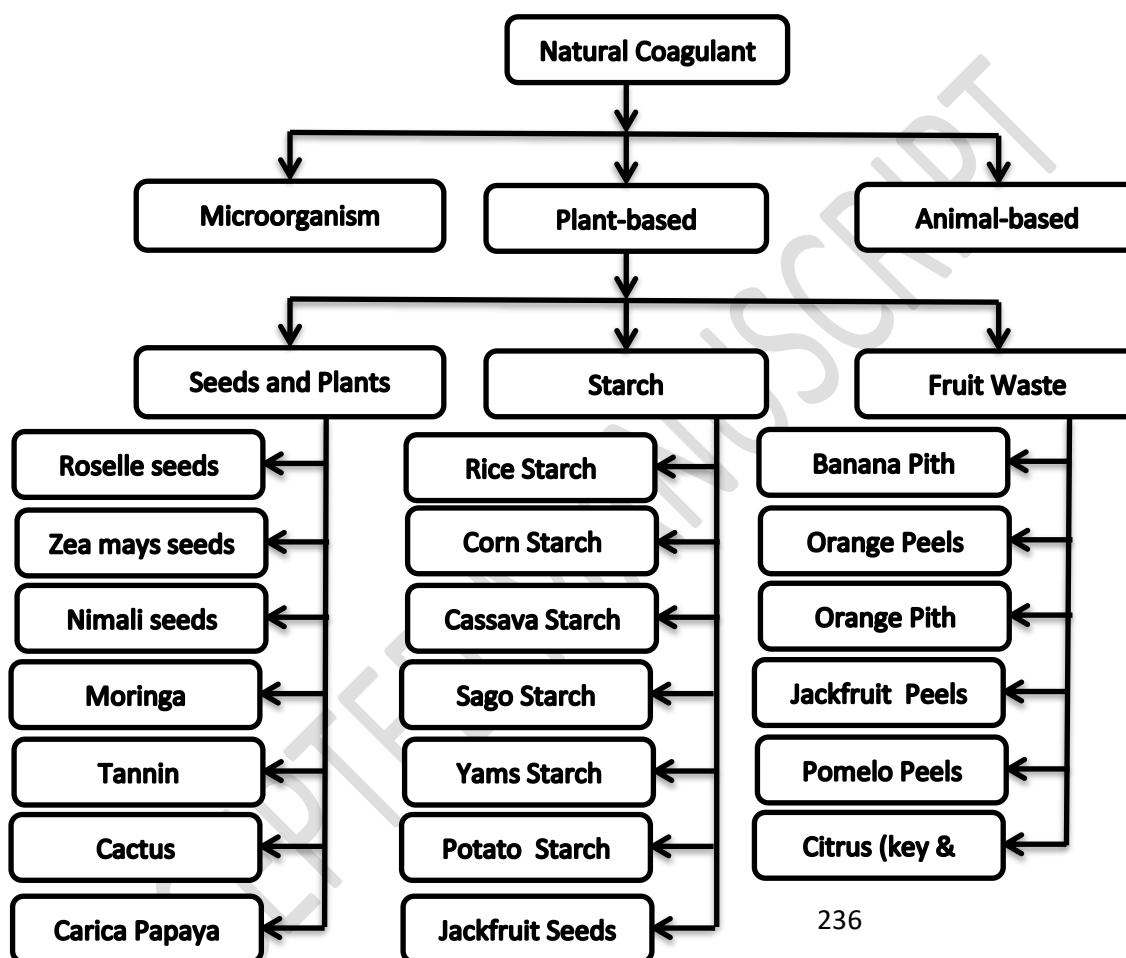 Natural Coagulant
Microorganism
Plant-based
Animal-based
Seeds and Plants
Starch
Fruit Waste
Roselle seeds
Zea mays seeds
Nimali seeds
Moringa
Tannin
Cactus
Carica Papaya
Rice Starch
Corn Starch
Cassava Starch
Sago Starch
Yams Starch
Potato Starch
Jackfruit Seeds
Banana Pith
Orange Peels
Orange Pith
Jackfruit Peels
Pomelo Peels
Citrus (key &
236